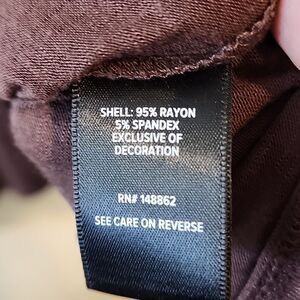 SHELL: 95% RAYON
5% SPANDEX
EXCLUSIVE OF
DECORATION
RN# 148862
SEE CARE ON REVERSE